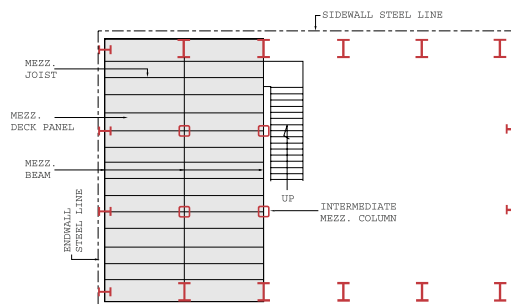 SIDEWALL STEEL LINE
MEZZ.
JOIST
MEZZ.
DECK PANEL
MEZZ.
BEAM
UP
INTERMEDIATE
MEZZ. COLUMN
ENDWALL
STEEL LINE